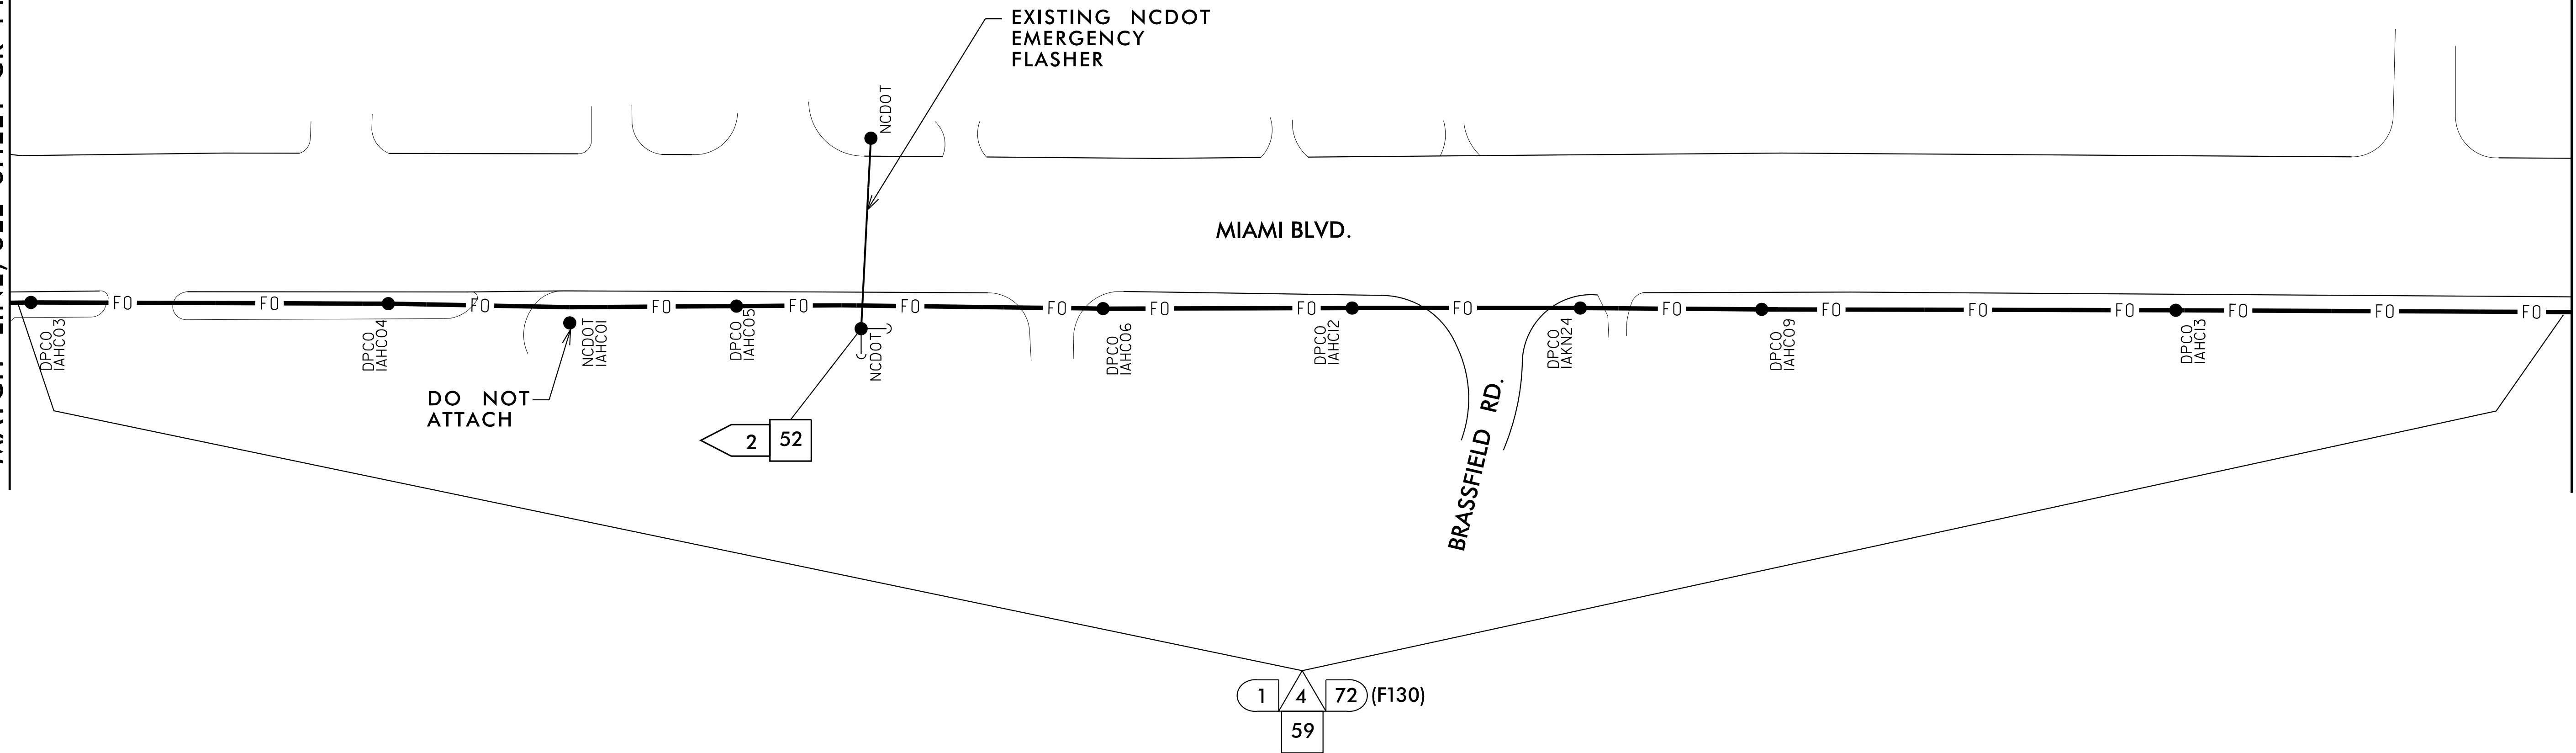 EXISTING NCDOT
EMERGENCY
FLASHER
NCDOT
MIAMI BLVD.
FO FO FO FO FO FO FO FO FO FO FO FO FO FO FO FO FO
DPCO
IAHC03
DPCO
IAHC04
NCDOT
IAHC01
DPCO
IAHC05
NCDOT
DPCO
IAHC06
DPCO
IAHC12
DPCO
IAKN24
DPCO
IAHC09
DPCO
IAHC13
DO NOT
ATTACH
2 52
BRASSFIELD RD.
1 4 72 (F130)
59